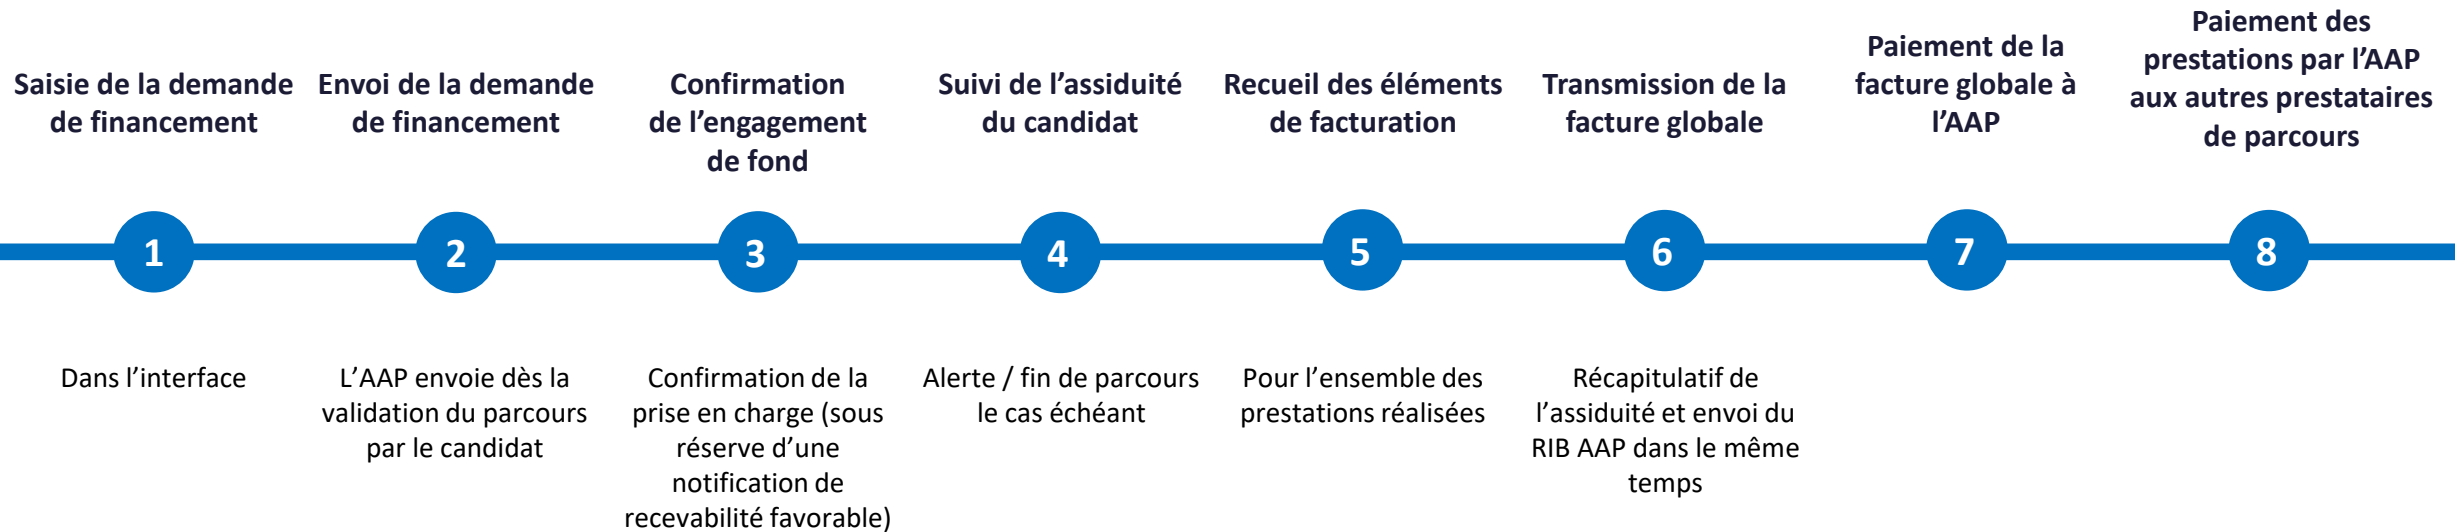 Saisie de la demande
de financement
Envoi de la demande
de financement
Confirmation
de l’engagement
de fond
Suivi de l’assiduité
du candidat
Recueil des éléments
de facturation
Transmission de la
facture globale
Paiement de la
facture globale à
l’AAP
Paiement des
prestations par l’AAP
aux autres prestataires
de parcours
1
2
3
4
5
6
7
8
Dans l’interface
L’AAP envoie dès la
validation du parcours
par le candidat
Confirmation de la
prise en charge (sous
réserve d’une
notification de
recevabilité favorable)
Alerte / fin de parcours
le cas échéant
Pour l’ensemble des
prestations réalisées
Récapitulatif de
l’assiduité et envoi du
RIB AAP dans le même
temps